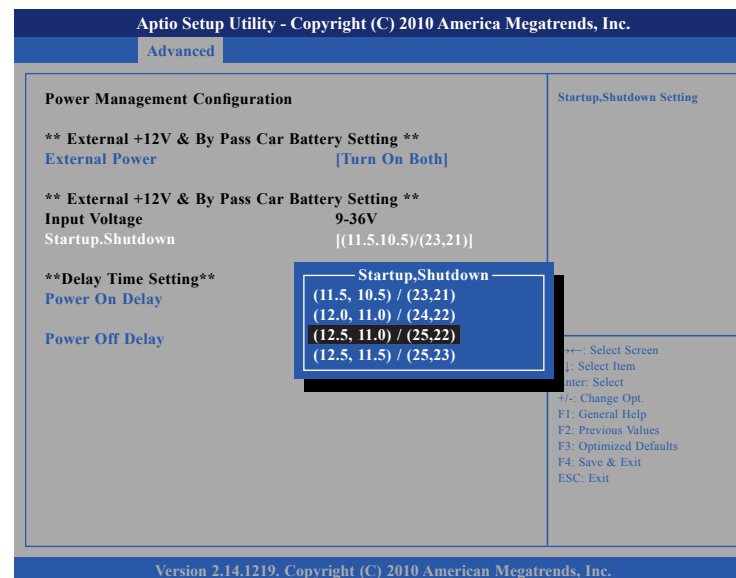 Aptio Setup Utility - Copyright (C) 2010 America Megatrends, Inc.
Advanced
Power Management Configuration
** External +12V & By Pass Car Battery Setting **
External Power [Turn On Both]
** External +12V & By Pass Car Battery Setting **
Input Voltage 9-36V
Startup.Shutdown [(11.5.10.5)/(23,21)]
**Delay Time Setting**
Power On Delay
Power Off Delay
Startup,Shutdown
(11.5, 10.5) / (23,21)
(12.0, 11.0) / (24,22)
(12.5, 11.0) / (25,22)
(12.5, 11.5) / (25,23)
Startup,Shutdown Setting
→←: Select Screen
↓: Select Item
Enter: Select
+/-: Change Opt.
F1: General Help
F2: Previous Values
F3: Optimized Defaults
F4: Save & Exit
ESC: Exit
Version 2.14.1219. Copyright (C) 2010 American Megatrends, Inc.